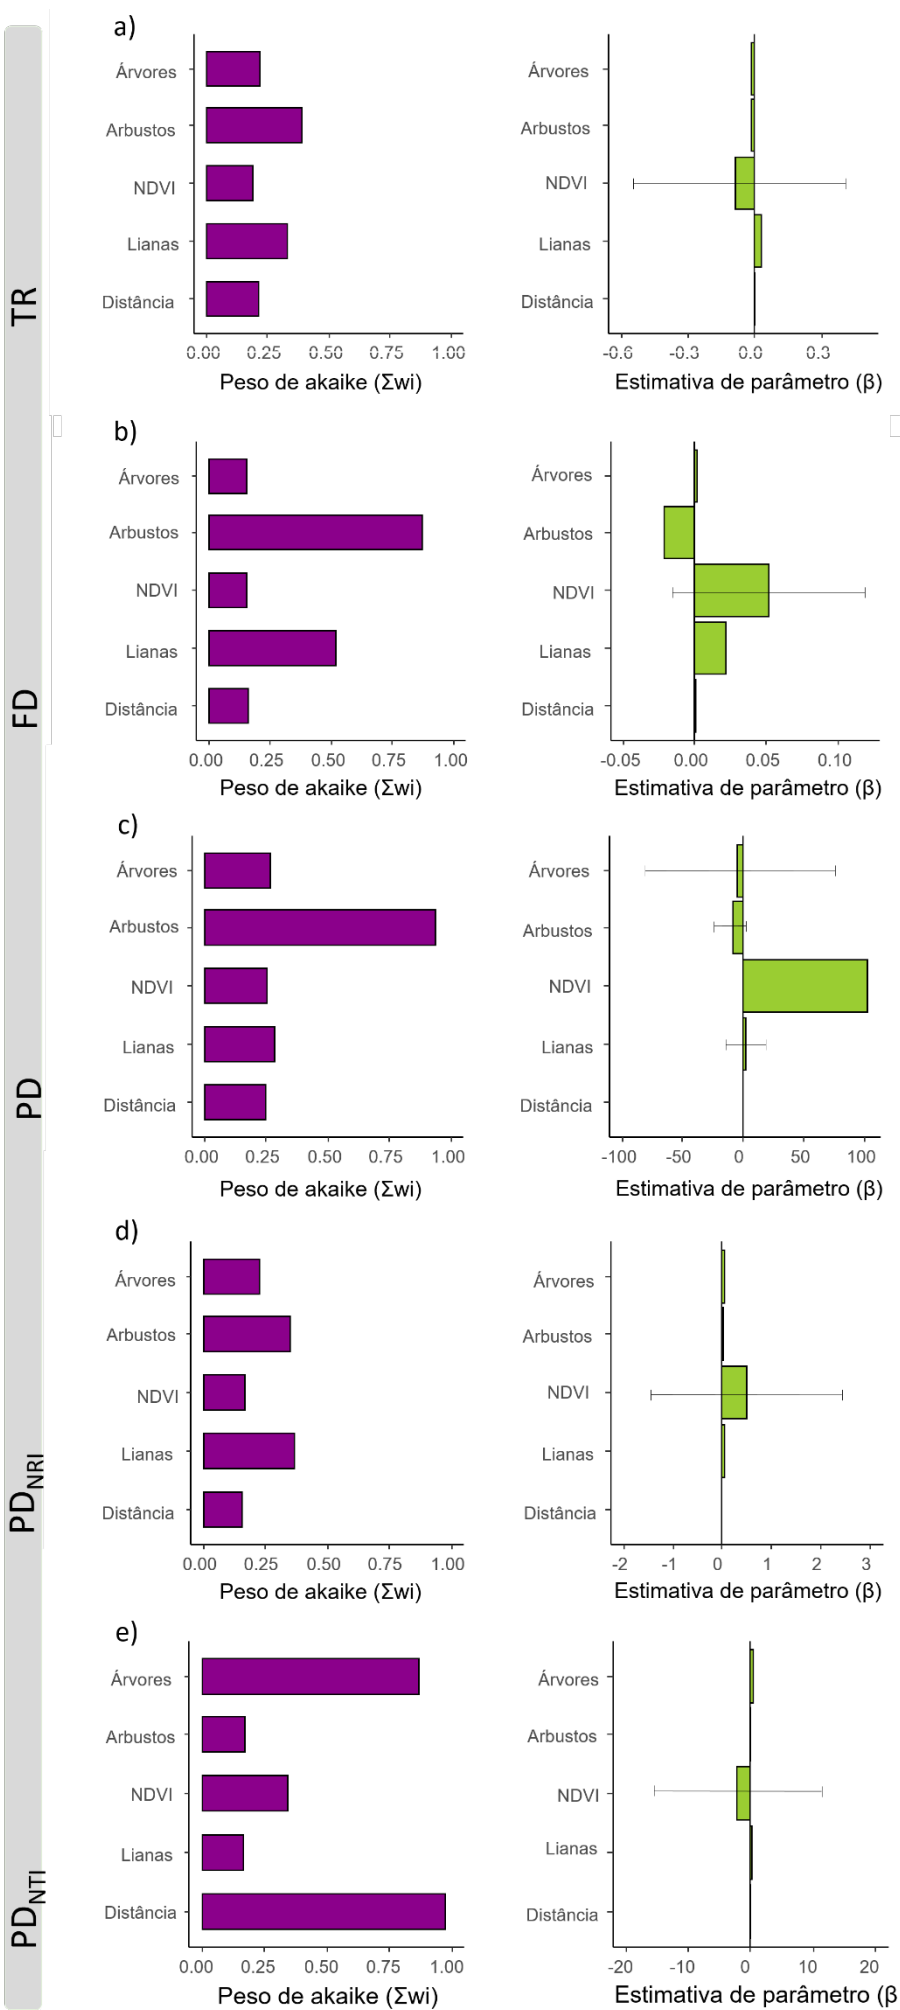 TR
a)
Árvores
Arbustos
NDVI
Lianas
Distância
0.00 0.25 0.50 0.75 1.00
Peso de akaike (Σwi)
Árvores
Arbustos
NDVI
Lianas
Distância
-0.6 -0.3 0.0 0.3
Estimativa de parâmetro (β)
FD
b)
Árvores
Arbustos
NDVI
Lianas
Distância
0.00 0.25 0.50 0.75 1.00
Peso de akaike (Σwi)
Árvores
Arbustos
NDVI
Lianas
Distância
-0.05 0.00 0.05 0.10
Estimativa de parâmetro (β)
PD
c)
Árvores
Arbustos
NDVI
Lianas
Distância
0.00 0.25 0.50 0.75 1.00
Peso de akaike (Σwi)
Árvores
Arbustos
NDVI
Lianas
Distância
-100 -50 0 50 100
Estimativa de parâmetro (β)
PDNRI
d)
Árvores
Arbustos
NDVI
Lianas
Distância
0.00 0.25 0.50 0.75 1.00
Peso de akaike (Σwi)
Árvores
Arbustos
NDVI
Lianas
Distância
-2 -1 0 1 2 3
Estimativa de parâmetro (β)
PDNTI
e)
Árvores
Arbustos
NDVI
Lianas
Distância
0.00 0.25 0.50 0.75 1.00
Peso de akaike (Σwi)
Árvores
Arbustos
NDVI
Lianas
Distância
-20 -10 0 10 20
Estimativa de parâmetro (β